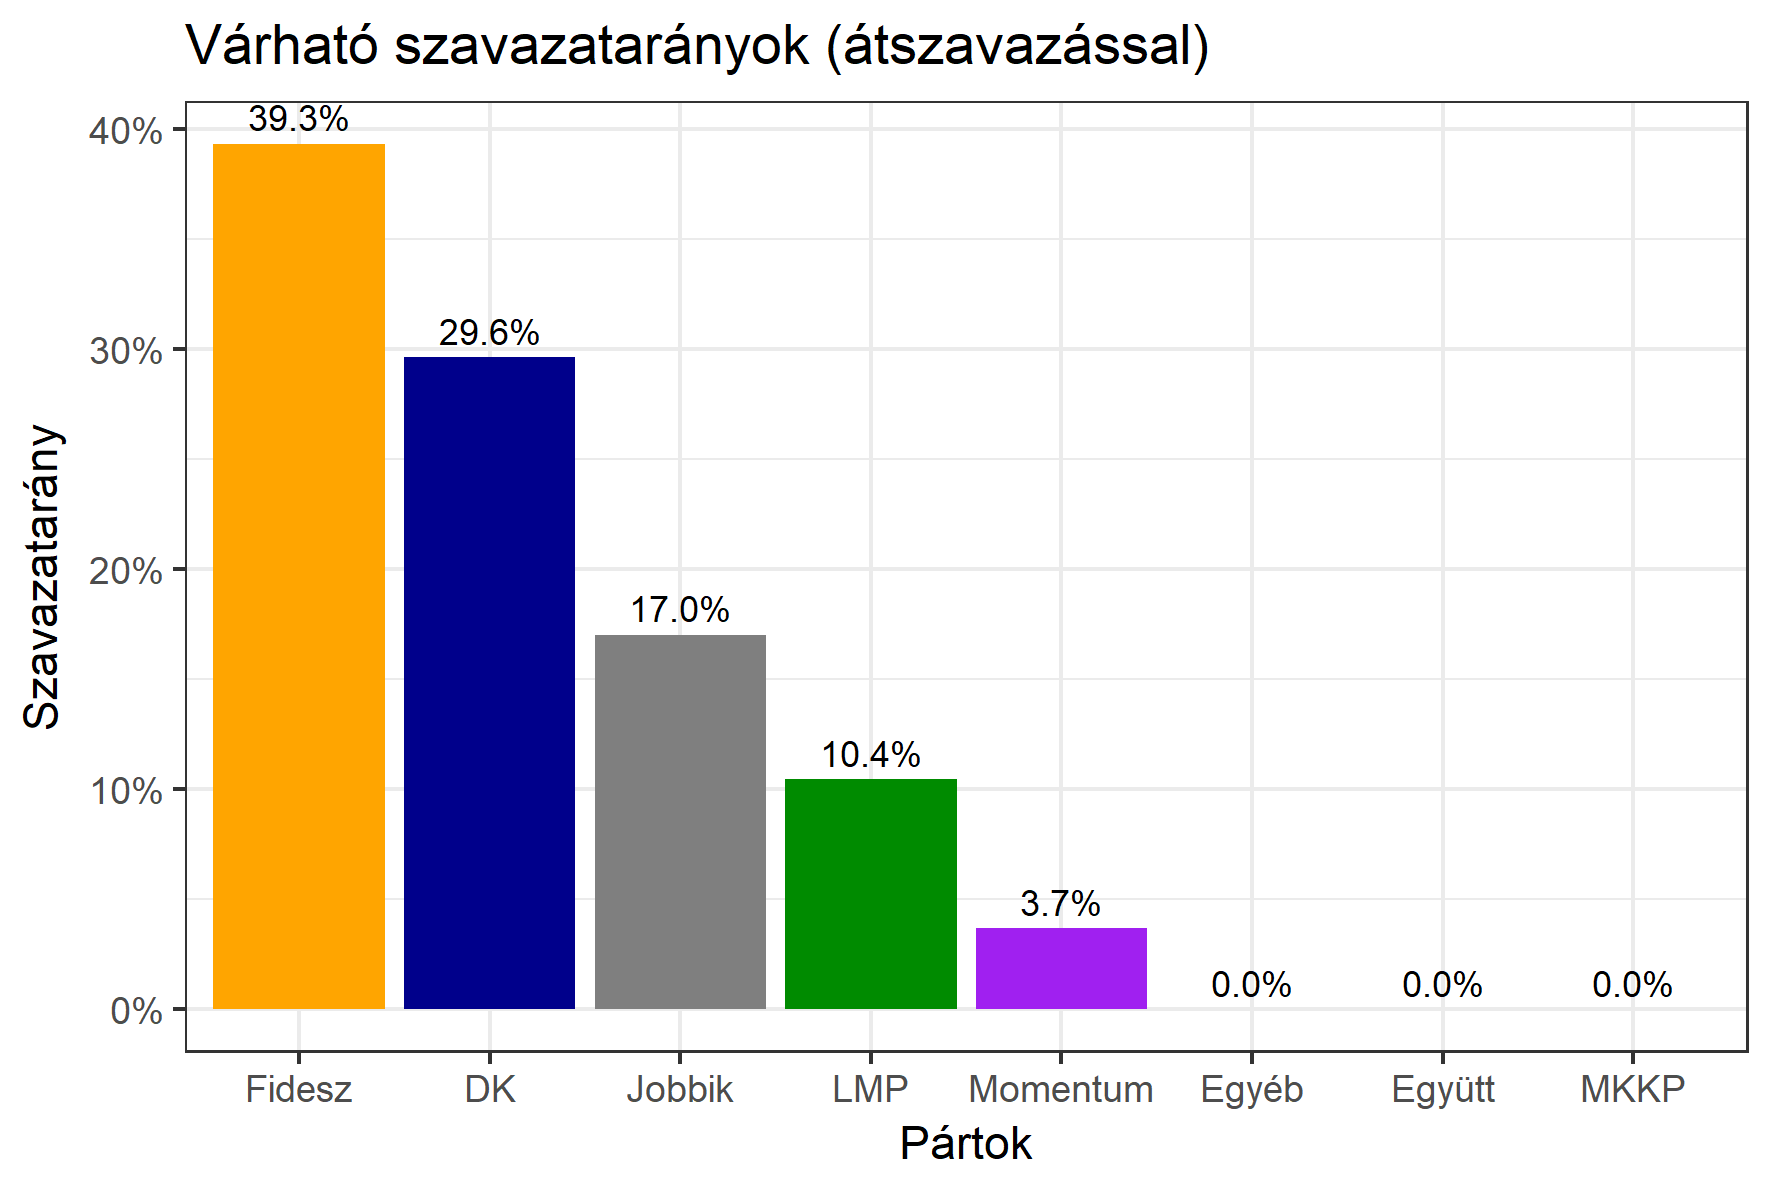 Várható szavazatarányok (átszavazással)
39.3%
40%
29.6%
30%
20%
17.0%
10.4%
10%
3.7%
0.0% 0.0% 0.0%
0%
Szavazatarány
Fidesz DK Jobbik LMP Momentum Egyéb Együtt MKKP
Pártok